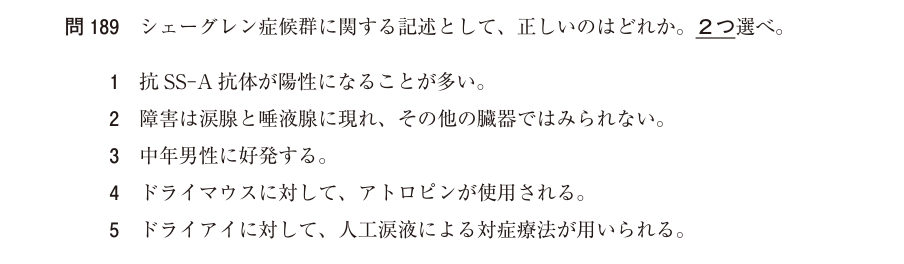 問 189　シェーグレン症候群に関する記述として、正しいのはどれか。２つ選べ。
1　抗 SS-A 抗体が陽性になることが多い。
2　障害は涙腺と唾液腺に現れ、その他の臓器ではみられない。
3　中年男性に好発する。
4　ドライマウスに対して、アトロピンが使用される。
5　ドライアイに対して、人工涙液による対症療法が用いられる。